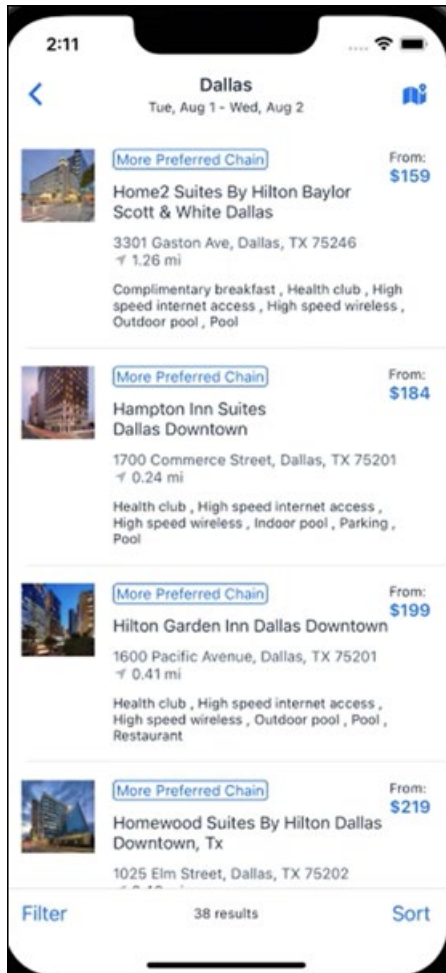 2:11
Dallas
Tue, Aug 1 - Wed, Aug 2
More Preferred Chain
From:
$159
Home2 Suites By Hilton Baylor
Scott & White Dallas
3301 Gaston Ave, Dallas, TX 75246
1.26 mi
Complimentary breakfast , Health club , High
speed internet access , High speed wireless ,
Outdoor pool , Pool
More Preferred Chain
From:
$184
Hampton Inn Suites
Dallas Downtown
1700 Commerce Street, Dallas, TX 75201
0.24 mi
Health club , High speed internet access ,
High speed wireless , Indoor pool , Parking ,
Pool
More Preferred Chain
From:
$199
Hilton Garden Inn Dallas Downtown
1600 Pacific Avenue, Dallas, TX 75201
0.41 mi
Health club , High speed internet access ,
High speed wireless , Outdoor pool , Pool ,
Restaurant
More Preferred Chain
From:
$219
Homewood Suites By Hilton Dallas
Downtown, Tx
1025 Elm Street, Dallas, TX 75202
Filter
38 results
Sort